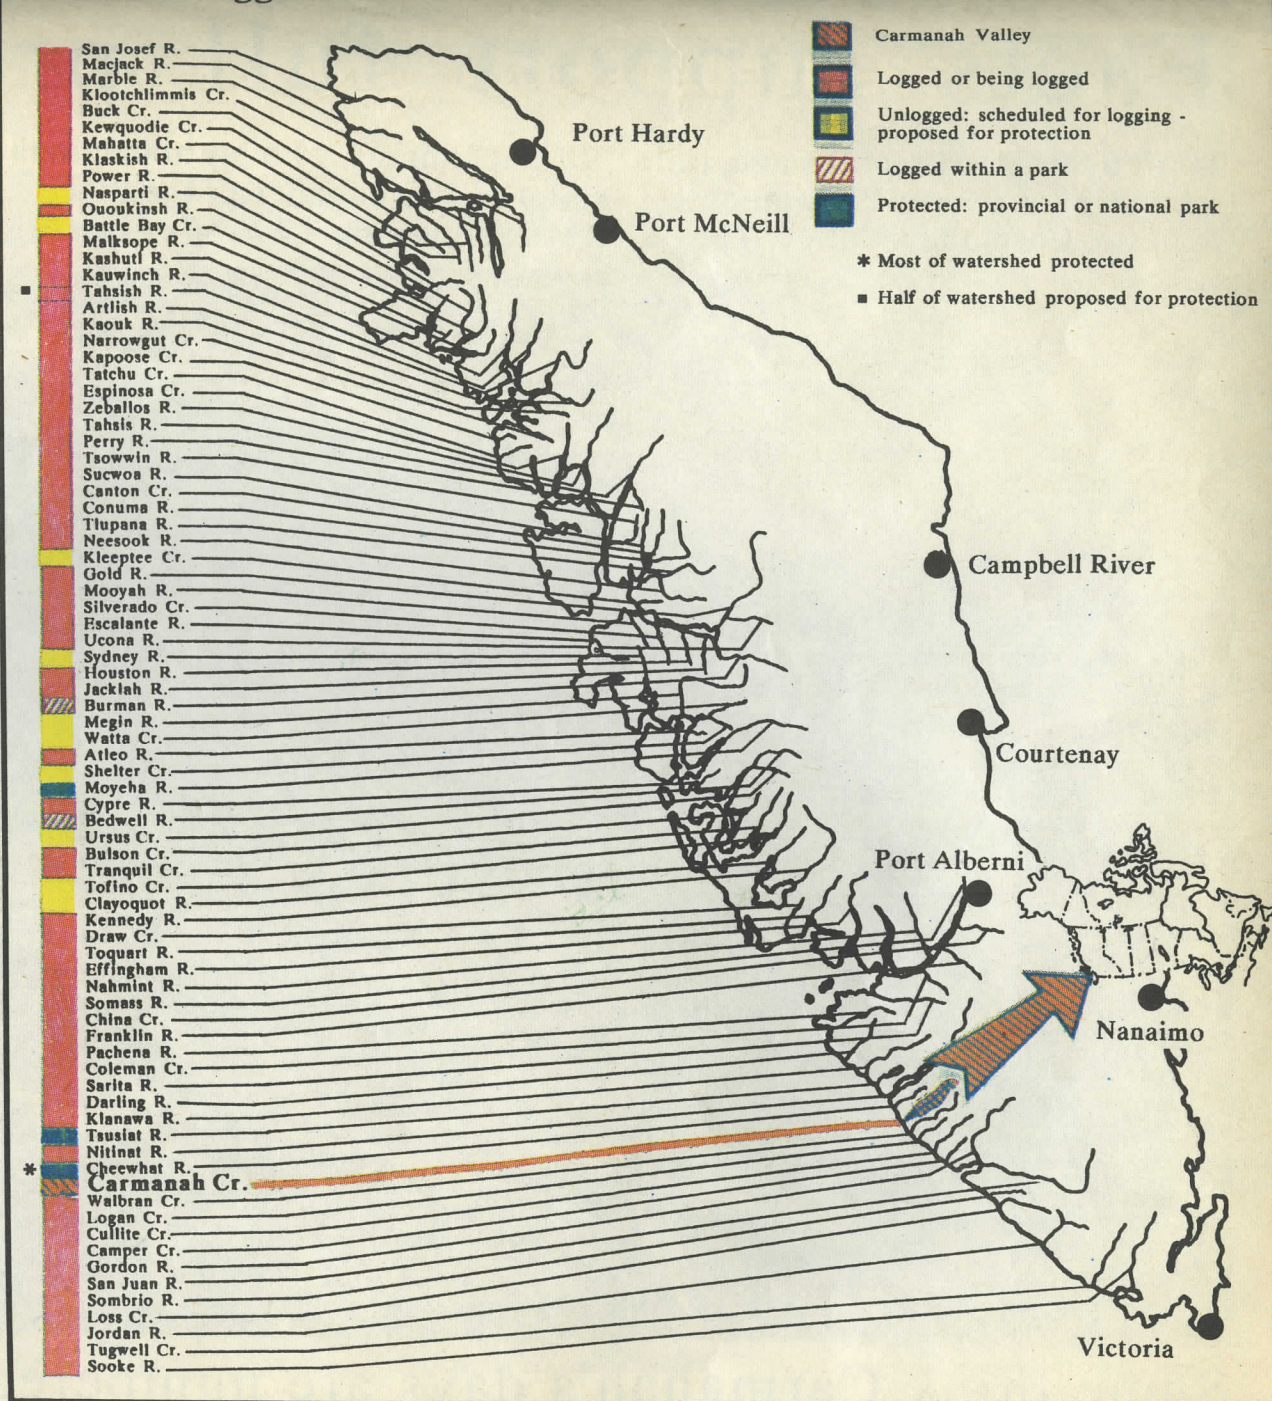 San Josef R.
Macjack R.
Marble R.
Klootchlimmis Cr.
Buck Cr.
Kewquodie Cr.
Mahatta Cr.
Klaskish R.
Power R.
Nasparti R.
Ououkinsh R.
Battle Bay Cr.
Malksope R.
Kashutl R.
Kauwinch R.
■ Tahsish R.
Artlish R.
Kaouk R.
Narrowgut Cr.
Kapoose Cr.
Tatchu Cr.
Espinosa Cr.
Zeballos R.
Tahsis R.
Perry R.
Tsowwin R.
Sucwoa R.
Canton Cr.
Conuma R.
Tlupana R.
Neesook R.
Kleeptee Cr.
Gold R.
Mooyah R.
Silverado Cr.
Escalante R.
Ucona R.
Sydney R.
Houston R.
Jacklah R.
Burman R.
Megin R.
Watta Cr.
Atleo R.
Shelter Cr.
Moyeha R.
Cypre R.
Bedwell R.
Ursus Cr.
Bulson Cr.
Tranquil Cr.
Tofino Cr.
Clayoquot R.
Kennedy R.
Draw Cr.
Toquart R.
Effingham R.
Nahmint R.
Somass R.
China Cr.
Franklin R.
Pachena R.
Coleman Cr.
Sarita R.
Darling R.
Klanawa R.
Tsusiat R.
Nitinat R.
* Cheewhat R.
Carmanah Cr.
Walbran Cr.
Logan Cr.
Cullite Cr.
Camper Cr.
Gordon R.
San Juan R.
Sombrio R.
Loss Cr.
Jordan R.
Tugwell Cr.
Sooke R.
Carmanah Valley
Logged or being logged
Unlogged: scheduled for logging -
proposed for protection
Logged within a park
Protected: provincial or national park
* Most of watershed protected
■ Half of watershed proposed for protection
Port Hardy
Port McNeill
Campbell River
Courtenay
Port Alberni
Nanaimo
Victoria